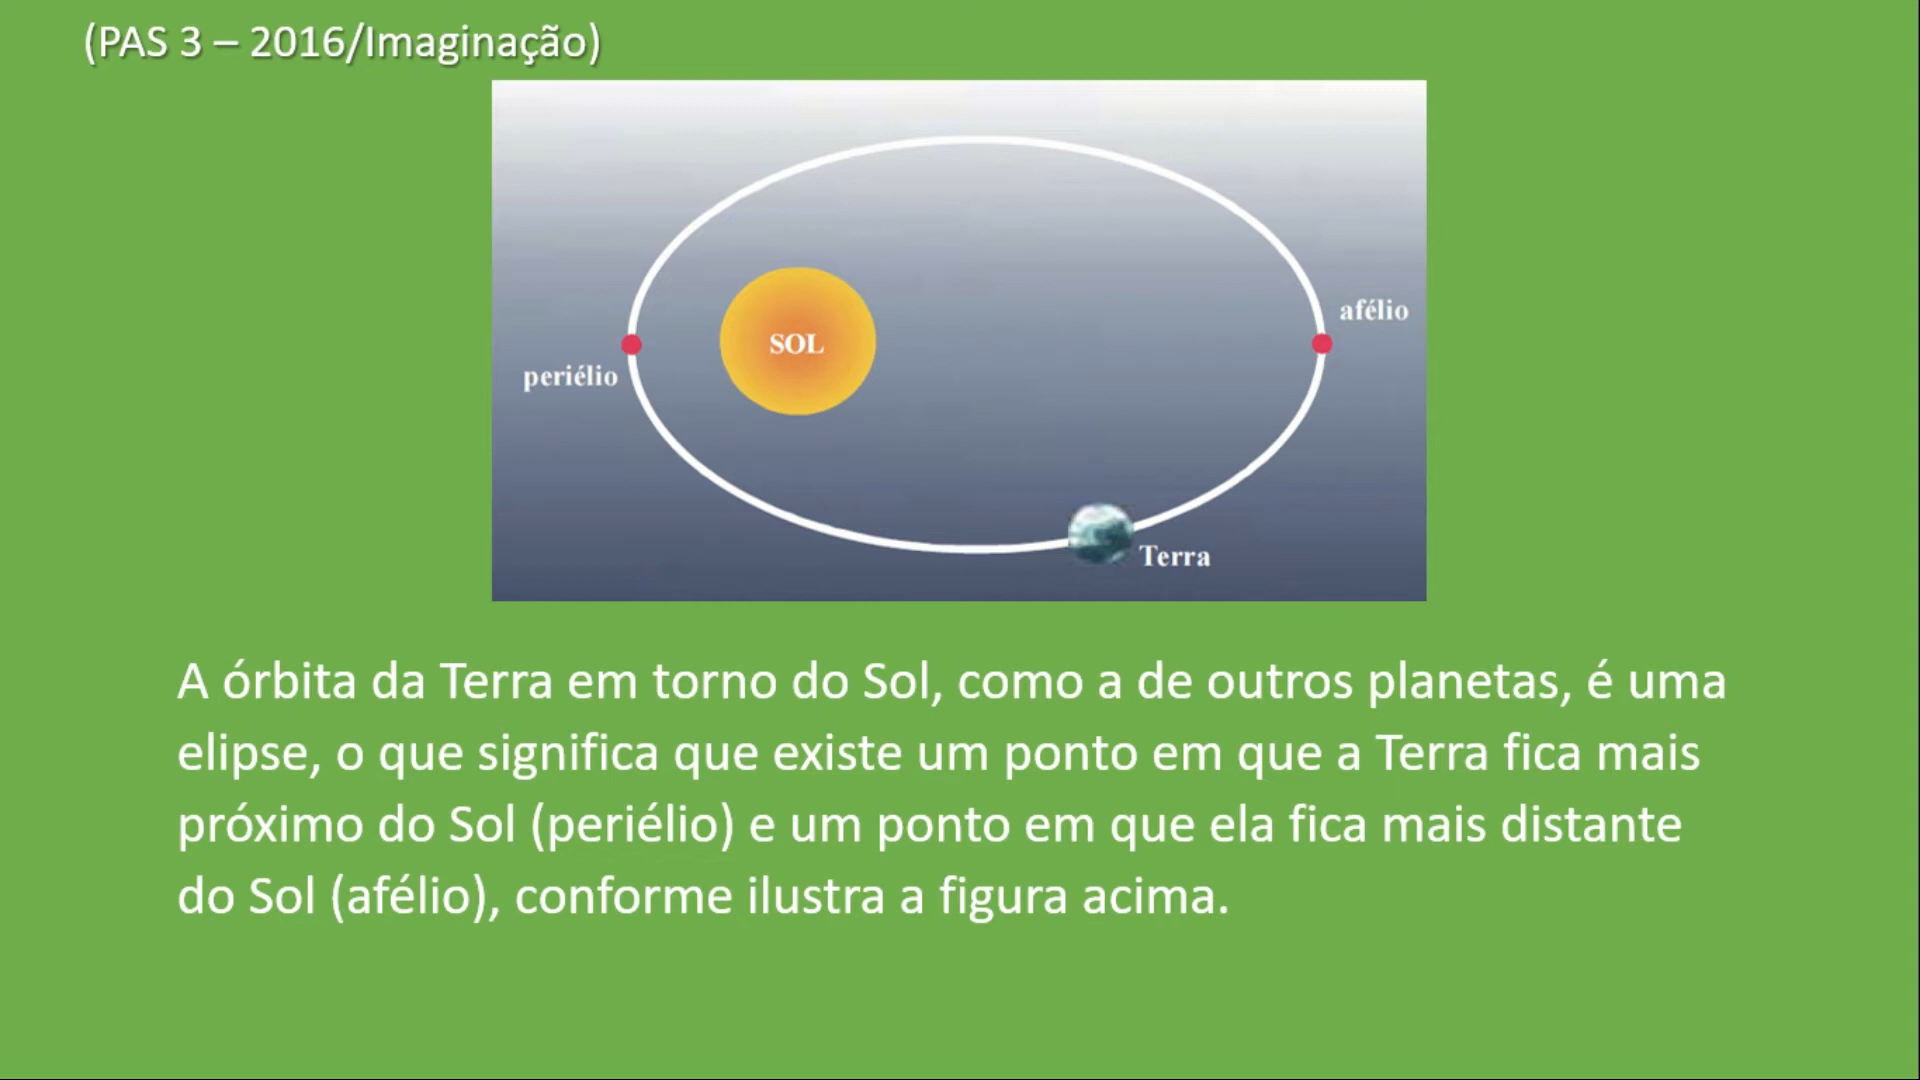 (PAS 3 – 2016/Imaginação)
afélio
SOL
periélio
Terra
A órbita da Terra em torno do Sol, como a de outros planetas, é uma
elipse, o que significa que existe um ponto em que a Terra fica mais
próximo do Sol (periélio) e um ponto em que ela fica mais distante
do Sol (afélio), conforme ilustra a figura acima.